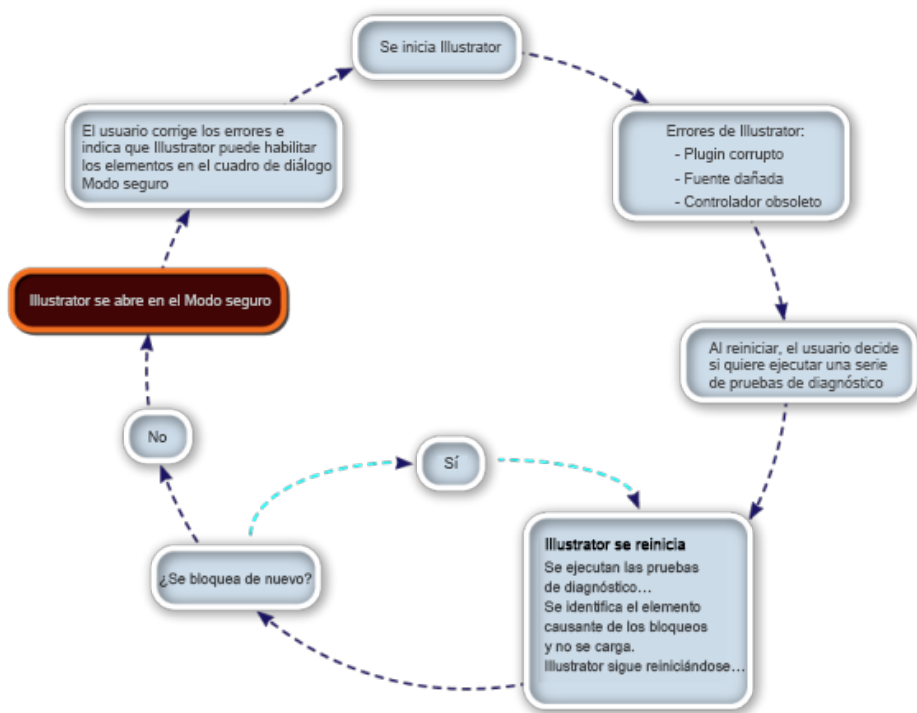 Se inicia Illustrator
Errores de Illustrator:
- Plugin corrupto
- Fuente dañada
- Controlador obsoleto
Al reiniciar, el usuario decide
si quiere ejecutar una serie
de pruebas de diagnóstico
Illustrator se reinicia
Se ejecutan las pruebas
de diagnóstico…
Se identifica el elemento
causante de los bloqueos
y no se carga.
Illustrator sigue reiniciándose…
¿Se bloquea de nuevo?
Sí
No
Illustrator se abre en el Modo seguro
El usuario corrige los errores e
indica que Illustrator puede habilitar
los elementos en el cuadro de diálogo
Modo seguro